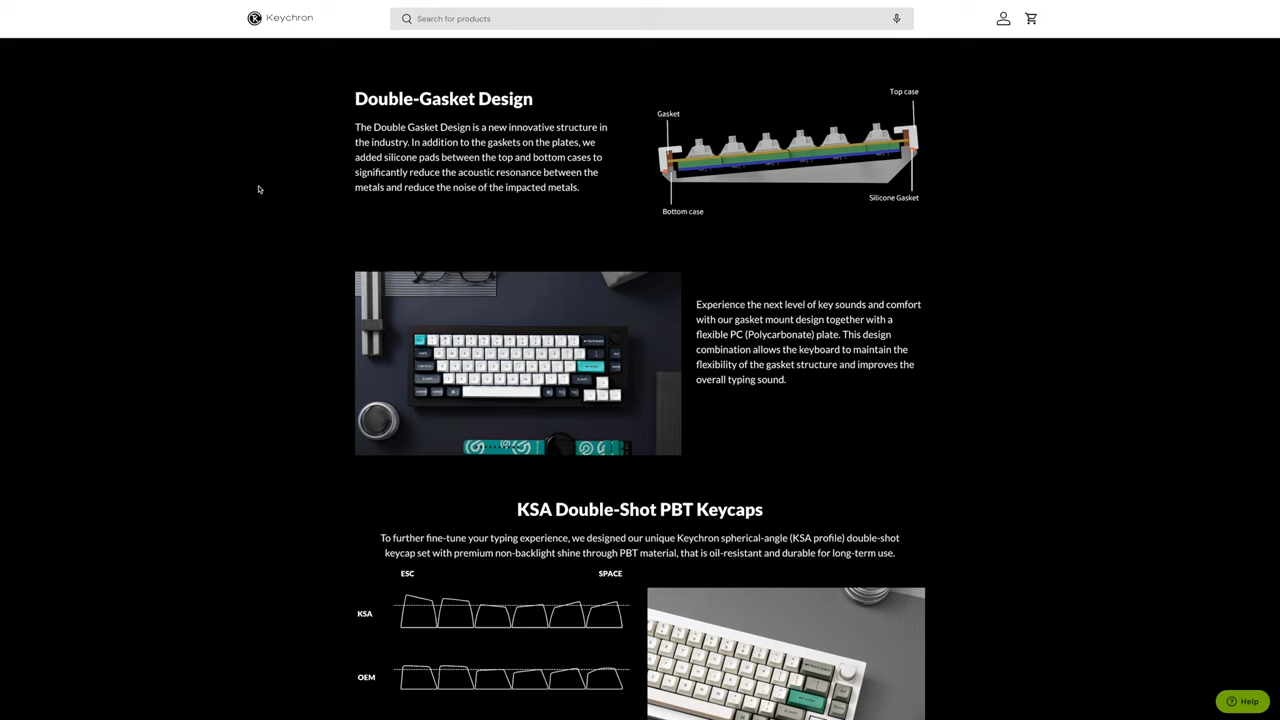 Keychron
Search for products
Double-Gasket Design
The Double Gasket Design is a new innovative structure in
the industry. In addition to the gaskets on the plates, we
added silicone pads between the top and bottom cases to
significantly reduce the acoustic resonance between the
metals and reduce the noise of the impacted metals.
Top case
Gasket
Silicone Gasket
Bottom case
Experience the next level of key sounds and comfort
with our gasket mount design together with a
flexible PC (Polycarbonate) plate. This design
combination allows the keyboard to maintain the
flexibility of the gasket structure and improves the
overall typing sound.
KSA Double-Shot PBT Keycaps
To further fine-tune your typing experience, we designed our unique Keychron spherical-angle (KSA profile) double-shot
keycap set with premium non-backlight shine through PBT material, that is oil-resistant and durable for long-term use.
ESC SPACE
KSA
OEM
Help